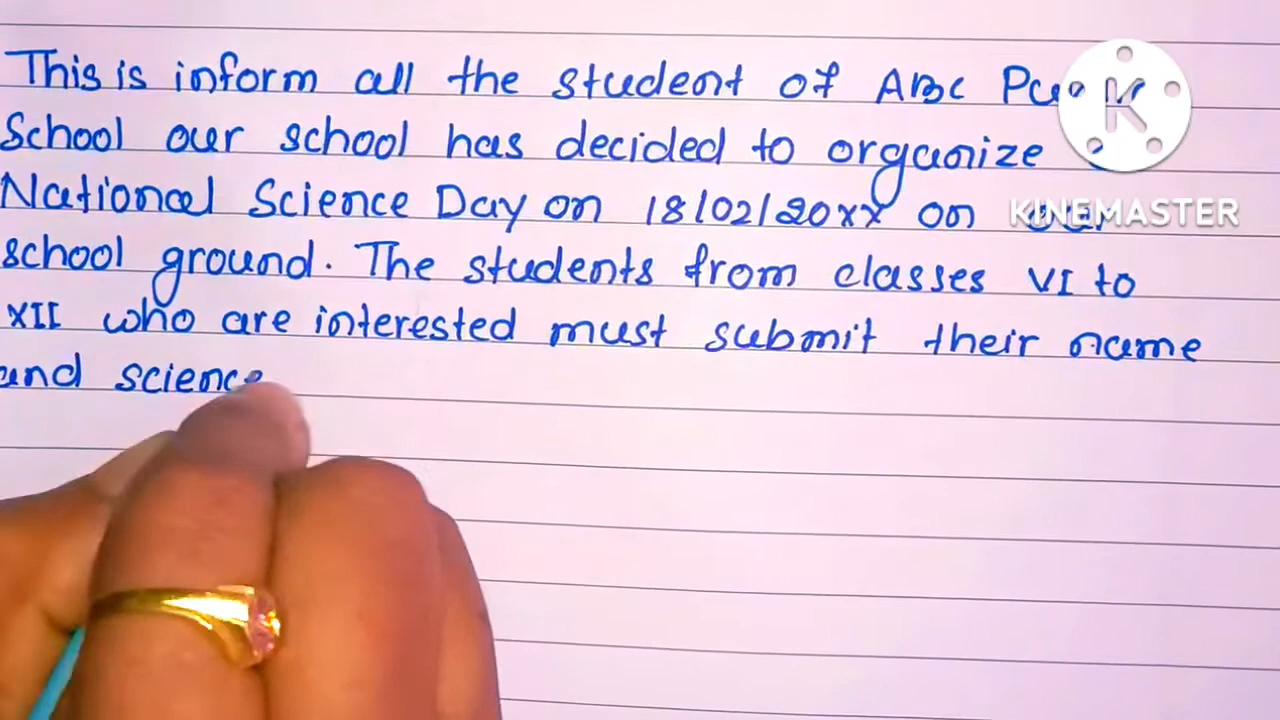 This is inform all the student of ABC
School our school has decided to organize
National Science Day on 18/02/20xx on our
school ground. The students from classes VI to
XII who are interested must submit their name
and science
KINEMASTER